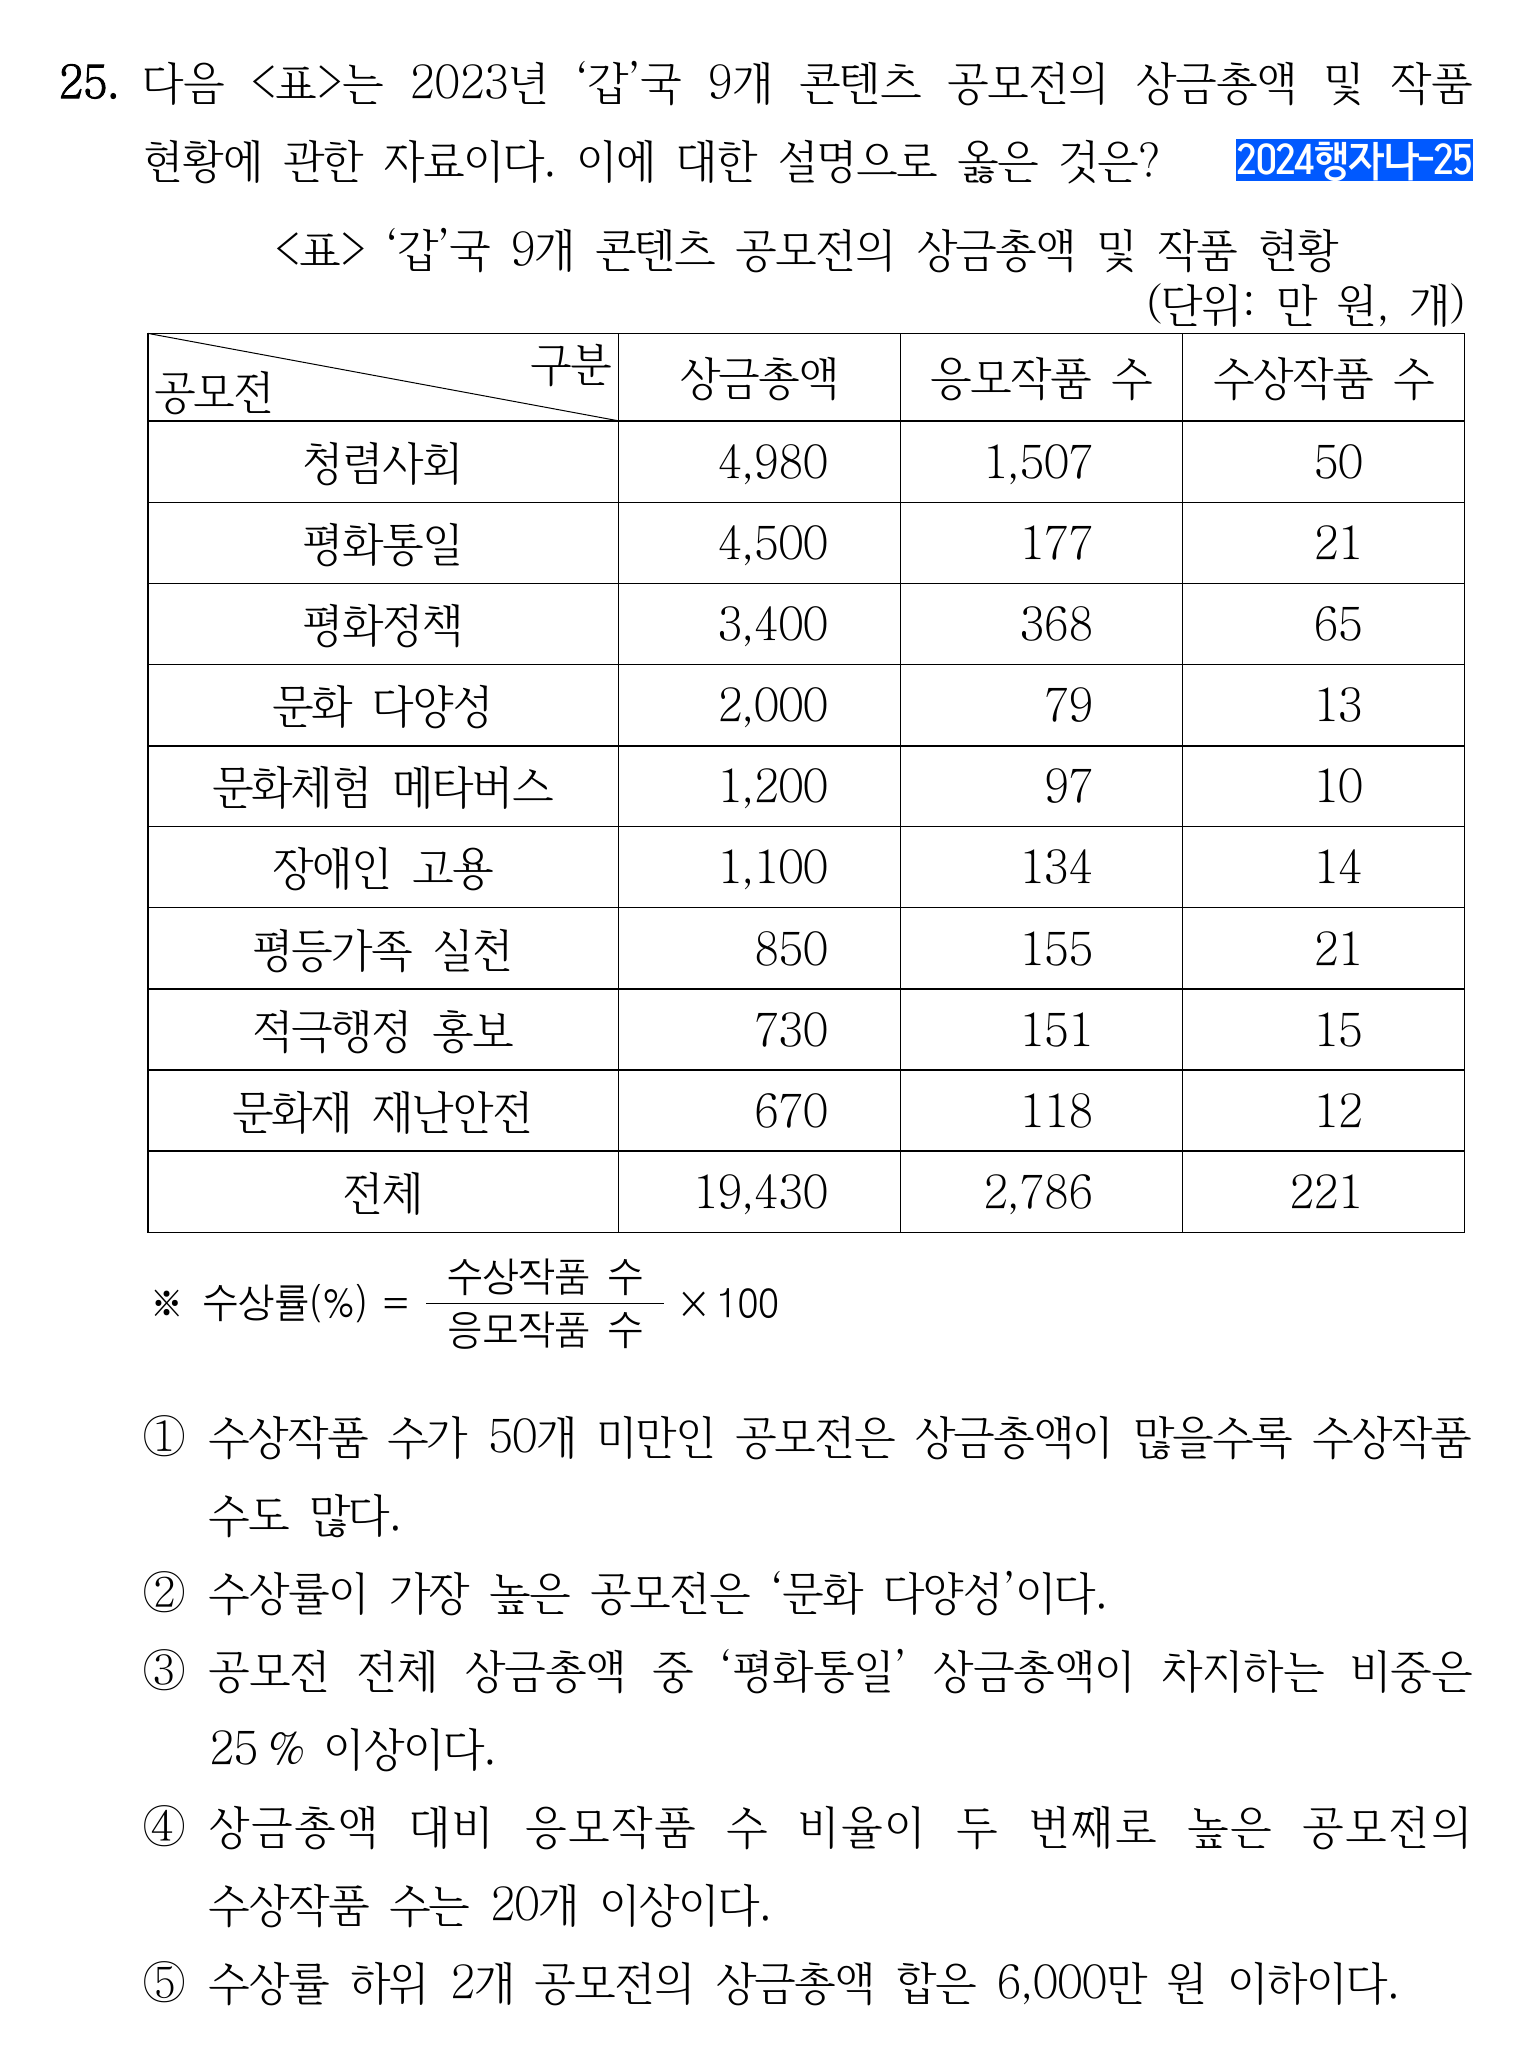 25. 다음 <표>는 2023년 ‘갑’국 9개 콘텐츠 공모전의 상금총액 및 작품
현황에 관한 자료이다. 이에 대한 설명으로 옳은 것은? 2024행자나-25
<표> ‘갑’국 9개 콘텐츠 공모전의 상금총액 및 작품 현황
(단위: 만 원, 개)
공모전 구분 상금총액 응모작품 수 수상작품 수
청렴사회 4,980 1,507 50
평화통일 4,500 177 21
평화정책 3,400 368 65
문화 다양성 2,000 79 13
문화체험 메타버스 1,200 97 10
장애인 고용 1,100 134 14
평등가족 실천 850 155 21
적극행정 홍보 730 151 15
문화재 재난안전 670 118 12
전체 19,430 2,786 221
※ 수상률(%) = 수상작품 수 / 응모작품 수 × 100
① 수상작품 수가 50개 미만인 공모전은 상금총액이 많을수록 수상작품
수도 많다.
② 수상률이 가장 높은 공모전은 ‘문화 다양성’이다.
③ 공모전 전체 상금총액 중 ‘평화통일’ 상금총액이 차지하는 비중은
25% 이상이다.
④ 상금총액 대비 응모작품 수 비율이 두 번째로 높은 공모전의
수상작품 수는 20개 이상이다.
⑤ 수상률 하위 2개 공모전의 상금총액 합은 6,000만 원 이하이다.